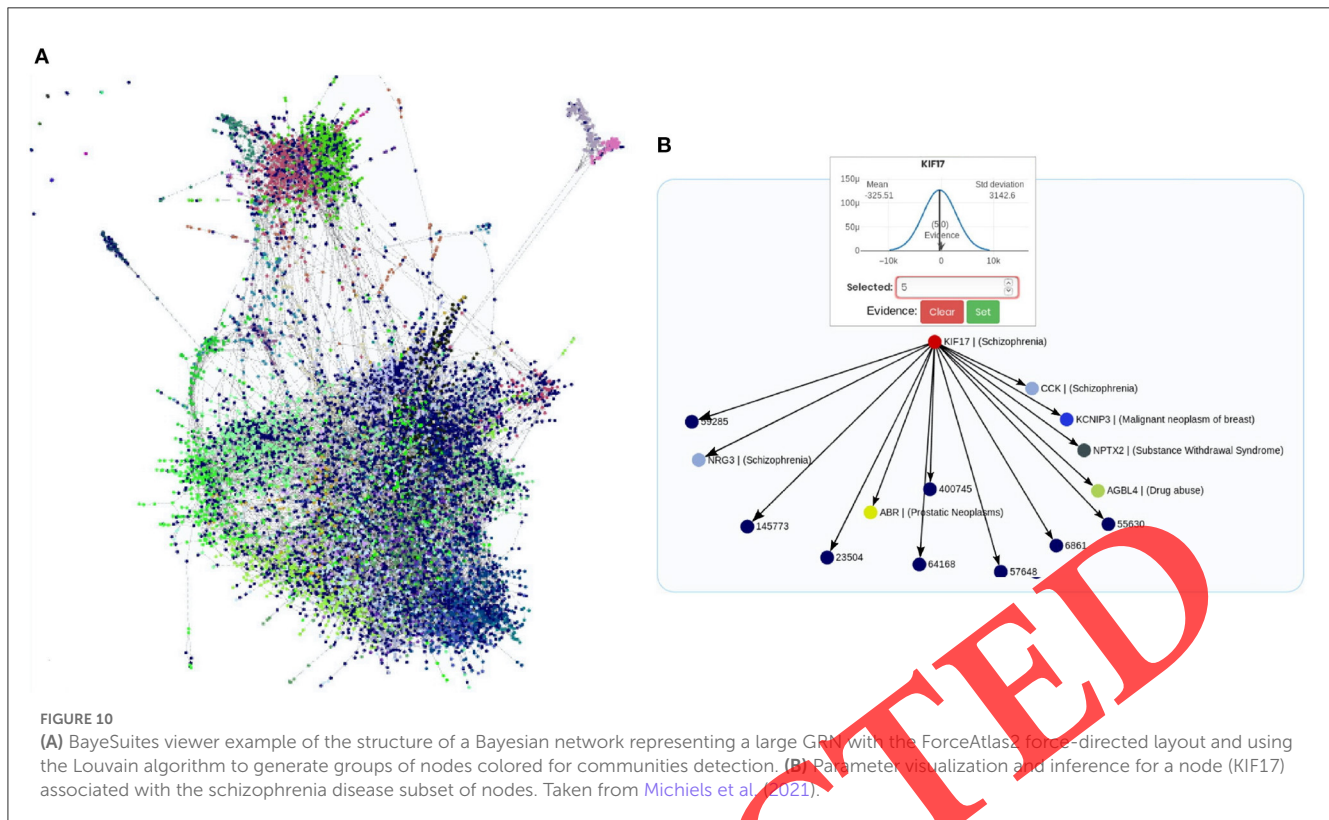 A
B
KIF17
150μ
Mean
-325.51
Std deviation
3142.6
100μ
50μ
(5,0)
Evidence
0
−10k
0
10k
Selected: 5
Evidence: Clear Set
KIF17 | (Schizophrenia)
CCK | (Schizophrenia)
59285
KCNIP3 | (Malignant neoplasm of breast)
NRG3 | (Schizophrenia)
NPTX2 | (Substance Withdrawal Syndrome)
400745
AGBL4 | (Drug abuse)
ABR | (Prostatic Neoplasms)
145773
55630
23504
64168
6861
57648
FIGURE 10
(A) BayeSuites viewer example of the structure of a Bayesian network representing a large GRN with the ForceAtlas2 force-directed layout and using
the Louvain algorithm to generate groups of nodes colored for communities detection. (B) Parameter visualization and inference for a node (KIF17)
associated with the schizophrenia disease subset of nodes. Taken from Michiels et al. (2021).
CTED